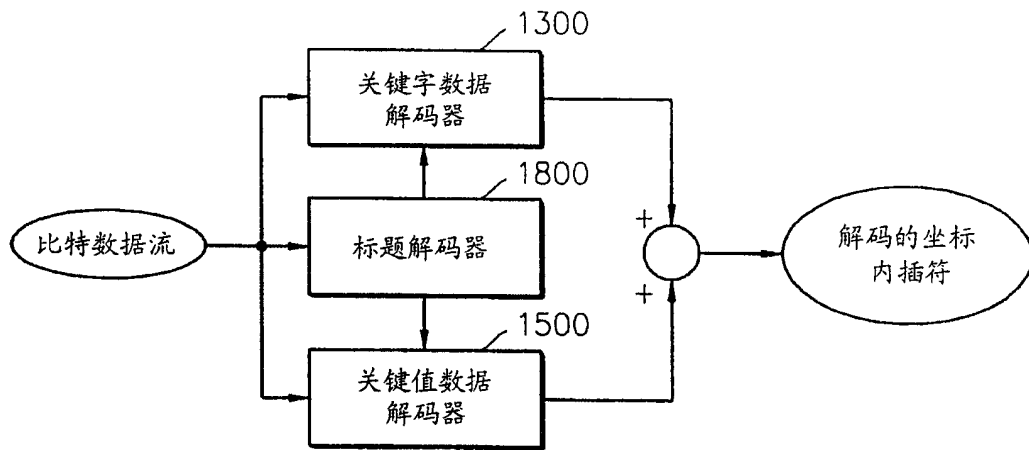 1300
关键字数据
解码器
1800
比特数据流
标题解码器
+
+
解码的坐标
内插符
1500
关键值数据
解码器